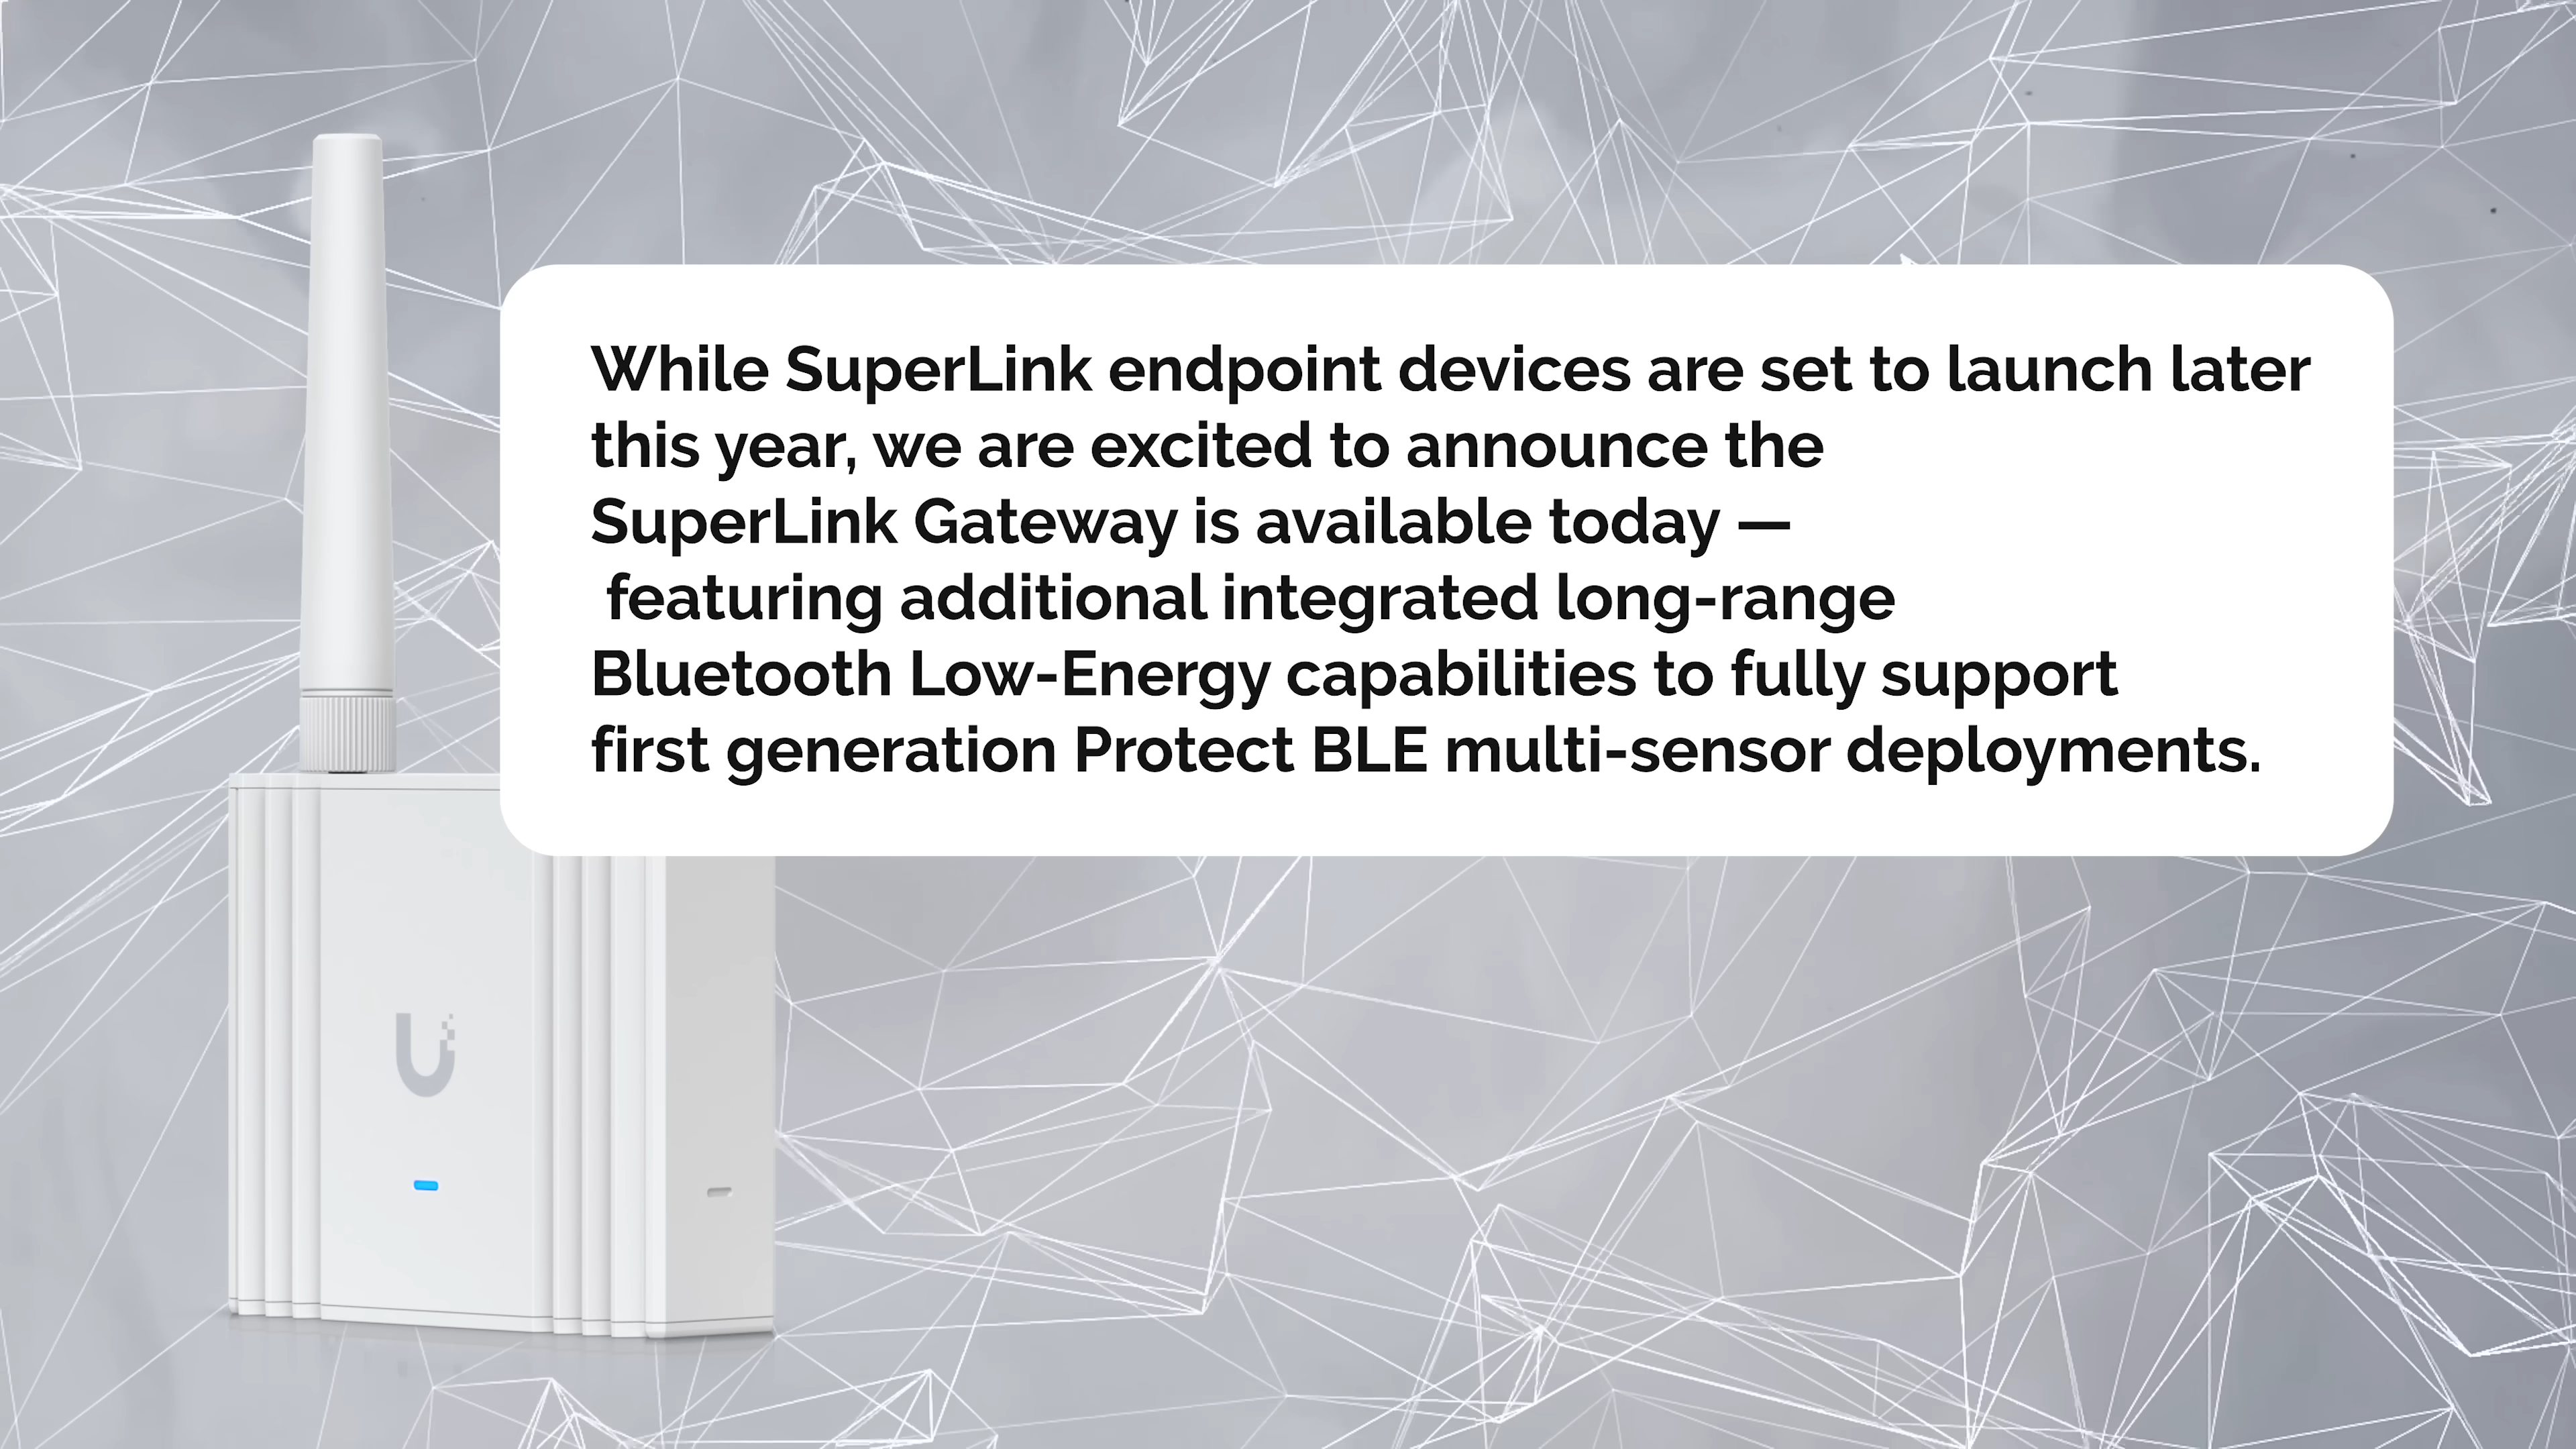 While SuperLink endpoint devices are set to launch later
this year, we are excited to announce the
SuperLink Gateway is available today —
featuring additional integrated long-range
Bluetooth Low-Energy capabilities to fully support
first generation Protect BLE multi-sensor deployments.